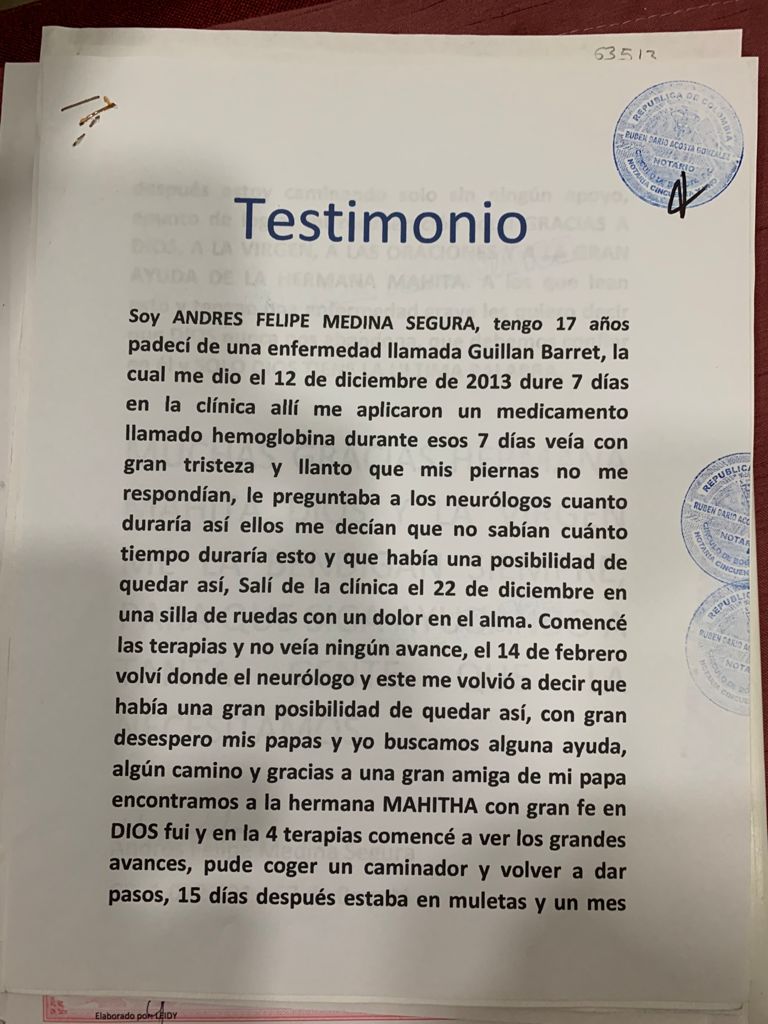 63512
REPUBLICA DE COLOMBIA
RUBEN DARIO ACOSTA GONZALEZ
NOTARIO
Testimonio
Soy ANDRES FELIPE MEDINA SEGURA, tengo 17 años
padecí de una enfermedad llamada Guillan Barret, la
cual me dio el 12 de diciembre de 2013 dure 7 días
en la clínica allí me aplicaron un medicamento
llamado hemoglobina durante esos 7 días veía con
gran tristeza y llanto que mis piernas no me
respondían, le preguntaba a los neurólogos cuanto
duraría así ellos me decían que no sabían cuánto
tiempo duraría esto y que había una posibilidad de
quedar así, Salí de la clínica el 22 de diciembre en
una silla de ruedas con un dolor en el alma. Comencé
las terapias y no veía ningún avance, el 14 de febrero
volví donde el neurólogo y este me volvió a decir que
había una gran posibilidad de quedar así, con gran
desespero mis papas y yo buscamos alguna ayuda,
algún camino y gracias a una gran amiga de mi papa
encontramos a la hermana MAHITHA con gran fe en
DIOS fui y en la 4 terapias comencé a ver los grandes
avances, pude coger un caminador y volver a dar
pasos, 15 días después estaba en muletas y un mes
Elaborado por LEIDY